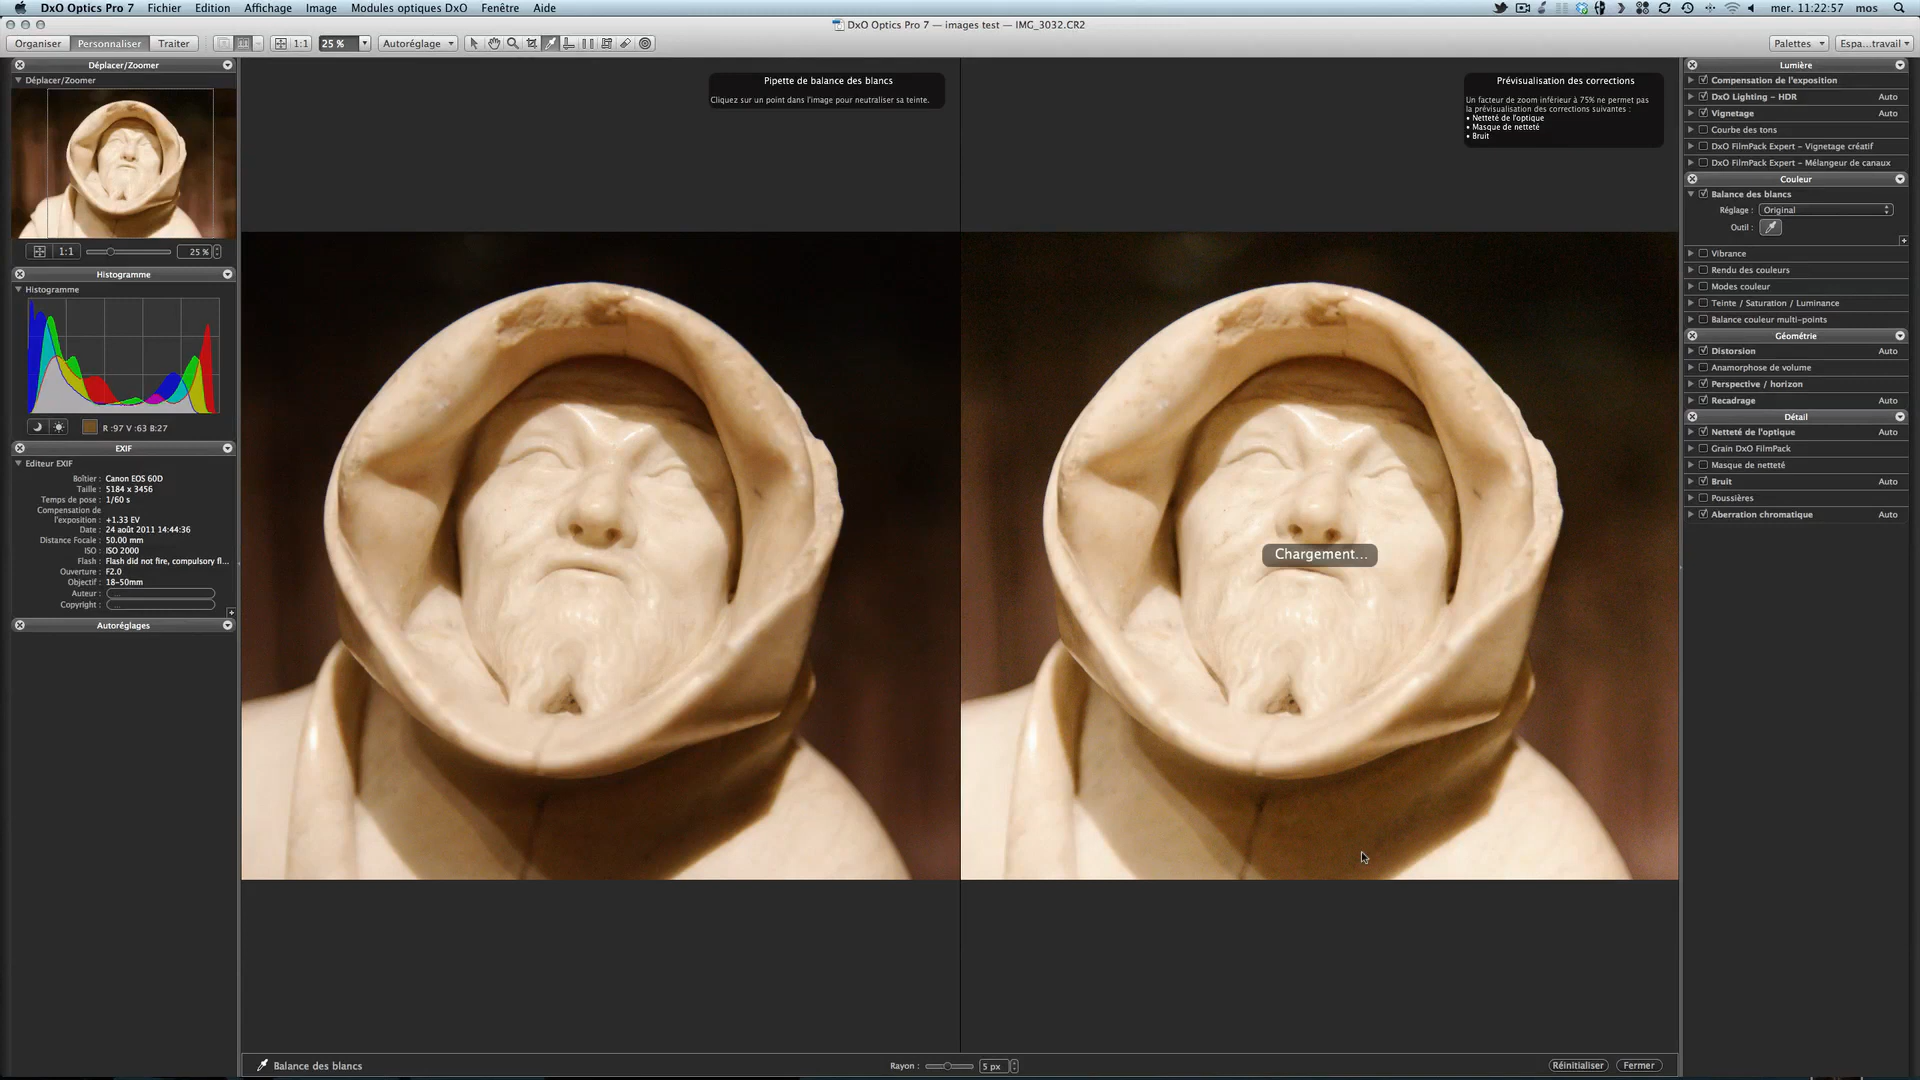 DxO Optics Pro 7 Fichier Edition Affichage Image Modules optiques DxO Fenêtre Aide mer. 11:22:57 mos
DxO Optics Pro 7 — images test — IMG_3032.CR2
Organiser Personnaliser Traiter 1:1 25 % Autoréglage Palettes Espa...travail
Déplacer/Zoomer
Déplacer/Zoomer
1:1 25 %
Histogramme
Histogramme
R :97 V :63 B:27
EXIF
Editeur EXIF
Boîtier : Canon EOS 60D
Taille : 5184 x 3456
Temps de pose : 1/60 s
Compensation de
l'exposition : +1.33 EV
Date : 24 août 2011 14:44:36
Distance Focale : 50.00 mm
ISO : ISO 2000
Flash : Flash did not fire, compulsory fl...
Ouverture : F2.0
Objectif : 18-50mm
Auteur : ...
Copyright : ...
Autoréglages
Pipette de balance des blancs
Cliquez sur un point dans l'image pour neutraliser sa teinte.
Prévisualisation des corrections
Un facteur de zoom inférieur à 75% ne permet pas
la prévisualisation des corrections suivantes :
• Netteté de l'optique
• Masque de netteté
• Bruit
Chargement...
Lumière
Compensation de l'exposition
DxO Lighting – HDR Auto
Vignetage Auto
Courbe des tons
DxO FilmPack Expert – Vignetage créatif
DxO FilmPack Expert – Mélangeur de canaux
Couleur
Balance des blancs
Réglage : Original
Outil :
Vibrance
Rendu des couleurs
Modes couleur
Teinte / Saturation / Luminance
Balance couleur multi-points
Géométrie
Distorsion Auto
Anamorphose de volume
Perspective / horizon
Recadrage Auto
Détail
Netteté de l'optique Auto
Grain DxO FilmPack
Masque de netteté
Bruit Auto
Poussières
Aberration chromatique Auto
Balance des blancs Rayon : 5 px Réinitialiser Fermer